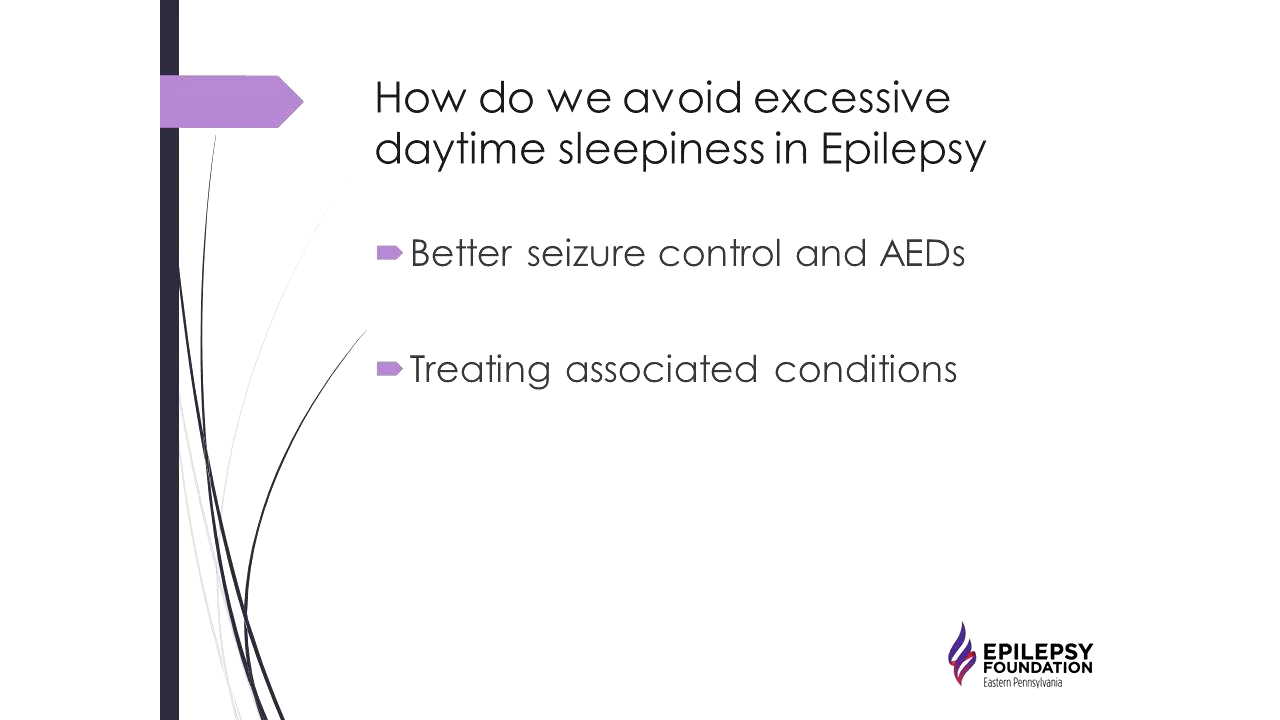 How do we avoid excessive
daytime sleepiness in Epilepsy
Better seizure control and AEDs
Treating associated conditions
EPILEPSY
FOUNDATION
Eastern Pennsylvania